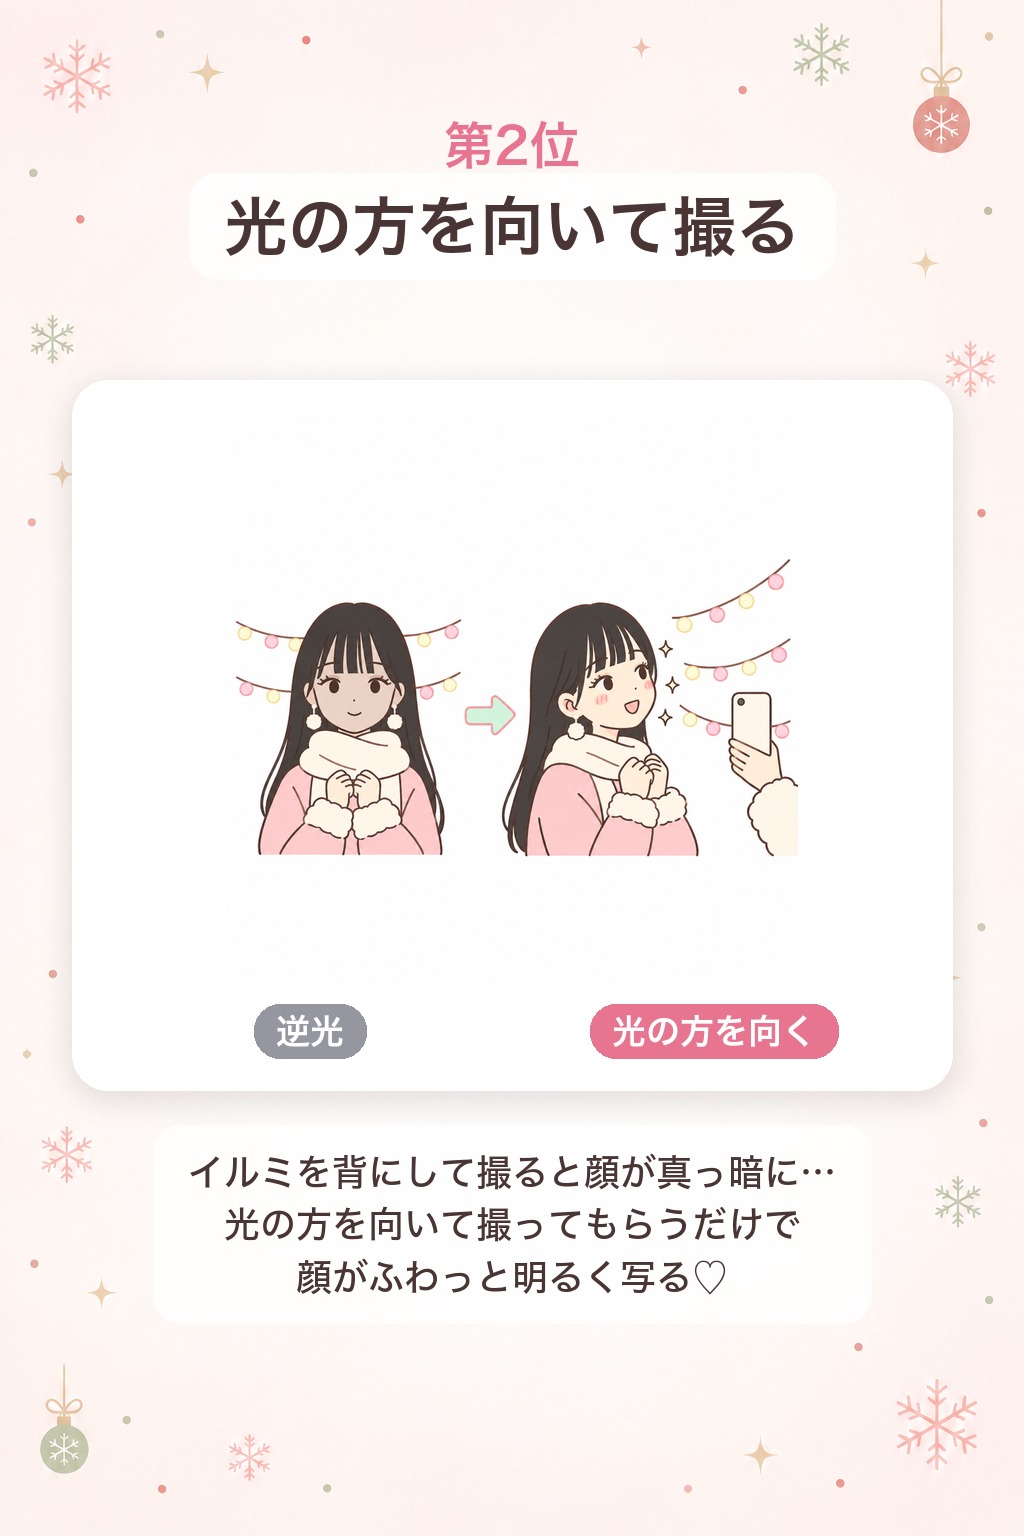 第2位
光の方を向いて撮る
逆光
光の方を向く
イルミを背にして撮ると顔が真っ暗に…
光の方を向いて撮ってもらうだけで
顔がふわっと明るく写る♡